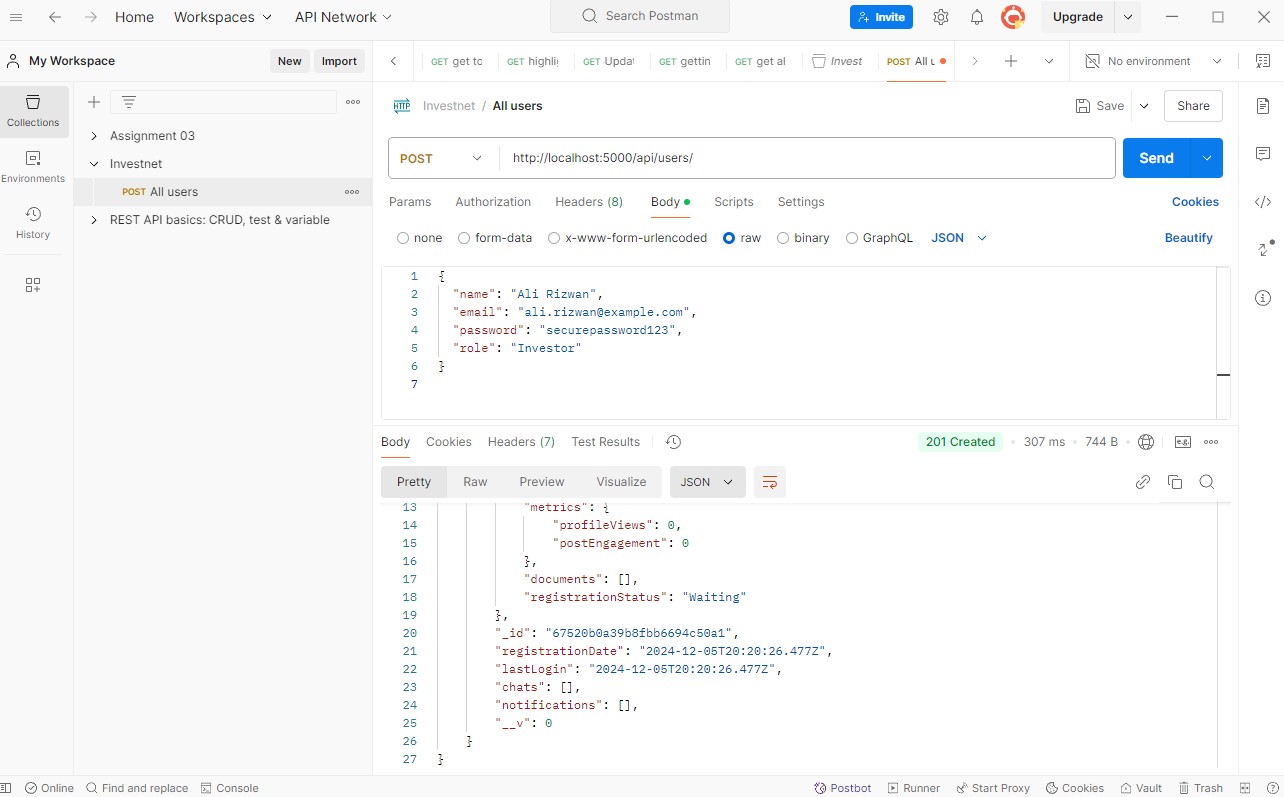 Home Workspaces API Network Search Postman Invite Upgrade
My Workspace New Import GET get to GET highlig GET Updat GET gettin GET get al Invest POST All u No environment
Collections
Environments
History
Assignment 03
Investnet
POST All users
REST API basics: CRUD, test & variable
HTTP Investnet / All users Save Share
POST http://localhost:5000/api/users/ Send
Params Authorization Headers (8) Body Scripts Settings Cookies
none form-data x-www-form-urlencoded raw binary GraphQL JSON Beautify
1 {
2 "name": "Ali Rizwan",
3 "email": "ali.rizwan@example.com",
4 "password": "securepassword123",
5 "role": "Investor"
6 }
7
Body Cookies Headers (7) Test Results 201 Created 307 ms 744 B e.g.
Pretty Raw Preview Visualize JSON
13 "metrics": {
14 "profileViews": 0,
15 "postEngagement": 0
16 },
17 "documents": [],
18 "registrationStatus": "Waiting"
19 },
20 "_id": "67520b0a39b8fbb6694c50a1",
21 "registrationDate": "2024-12-05T20:20:26.477Z",
22 "lastLogin": "2024-12-05T20:20:26.477Z",
23 "chats": [],
24 "notifications": [],
25 "__v": 0
26 }
27 }
Online Find and replace Console Postbot Runner Start Proxy Cookies Vault Trash